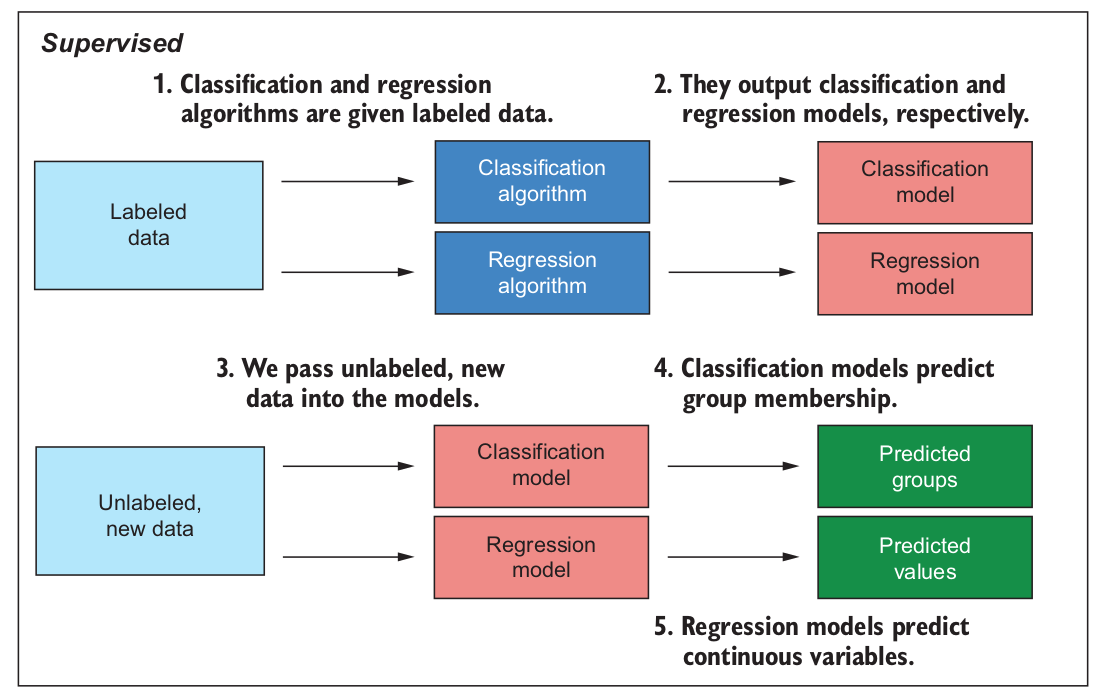 Supervised
1. Classification and regression
algorithms are given labeled data.
2. They output classification and
regression models, respectively.
Labeled
data
Classification
algorithm
Classification
model
Regression
algorithm
Regression
model
3. We pass unlabeled, new
data into the models.
4. Classification models predict
group membership.
Unlabeled,
new data
Classification
model
Predicted
groups
Regression
model
Predicted
values
5. Regression models predict
continuous variables.